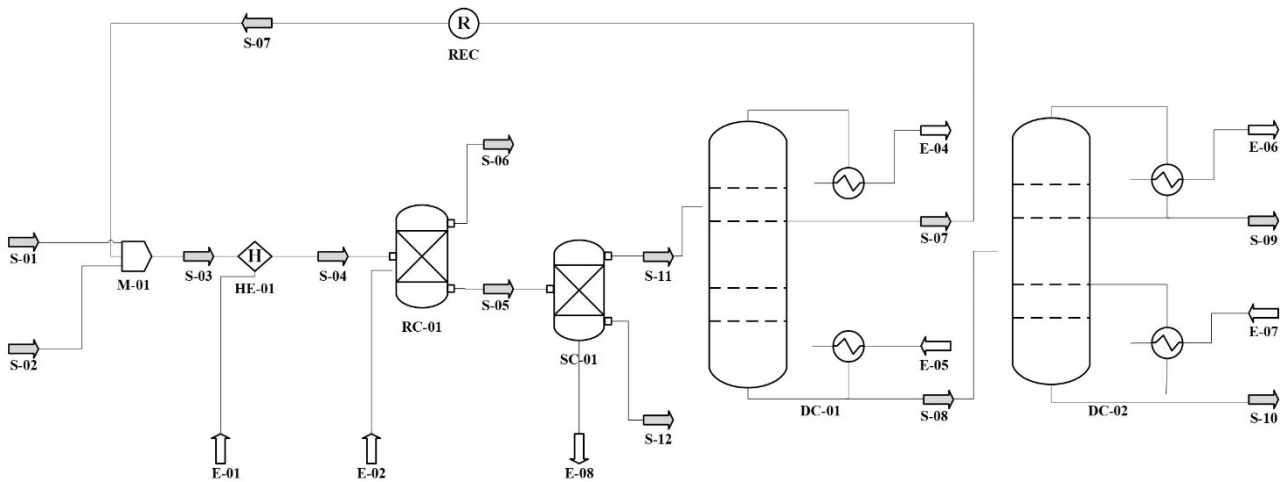 R
S-07
REC
S-06
E-04
E-06
S-01
M-01
S-03
H
HE-01
S-04
RC-01
S-05
SC-01
S-11
S-07
S-09
S-02
E-05
E-07
E-01
E-02
E-08
S-12
DC-01
S-08
DC-02
S-10